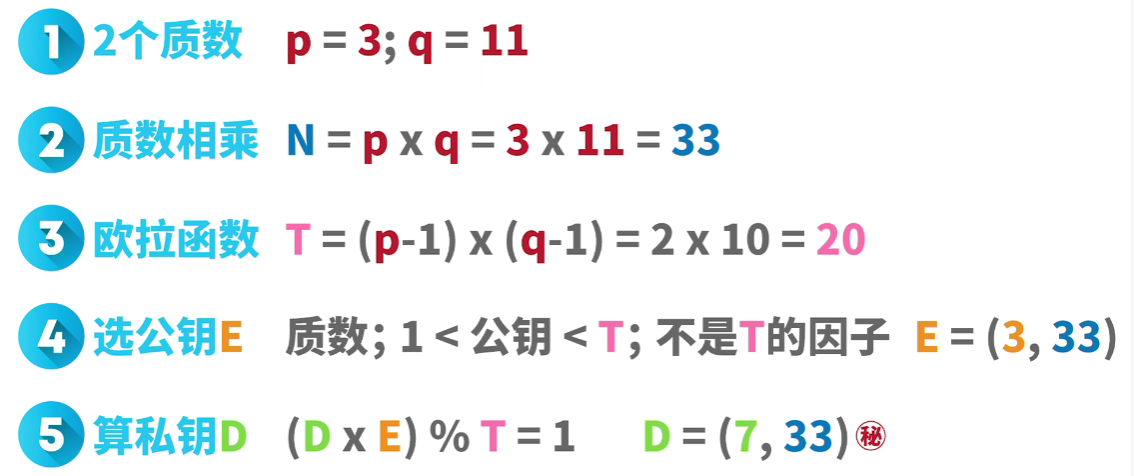 1 2个质数 p = 3; q = 11
2 质数相乘 N = p x q = 3 x 11 = 33
3 欧拉函数 T = (p-1) x (q-1) = 2 x 10 = 20
4 选公钥E 质数; 1 < 公钥 < T; 不是T的因子 E = (3, 33)
5 算私钥D (D x E) % T = 1 D = (7, 33) ㊙